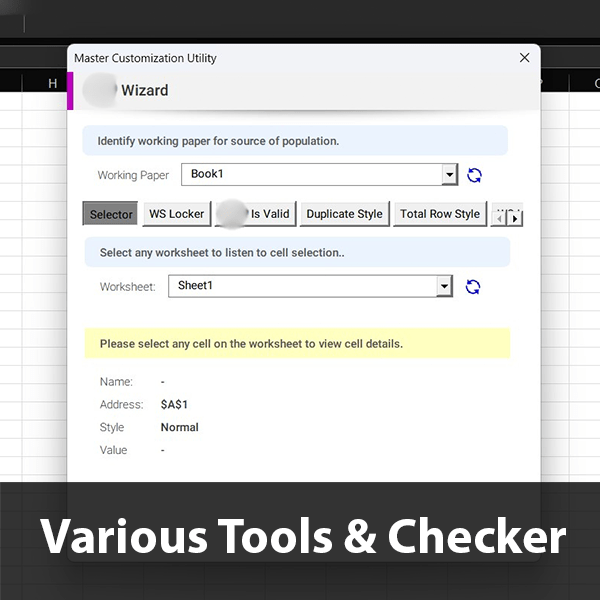 Master Customization Utility
H
Wizard
Identify working paper for source of population.
Working Paper Book1
Selector WS Locker Is Valid Duplicate Style Total Row Style
Select any worksheet to listen to cell selection..
Worksheet: Sheet1
Please select any cell on the worksheet to view cell details.
Name: -
Address: $A$1
Style Normal
Value -
Various Tools & Checker